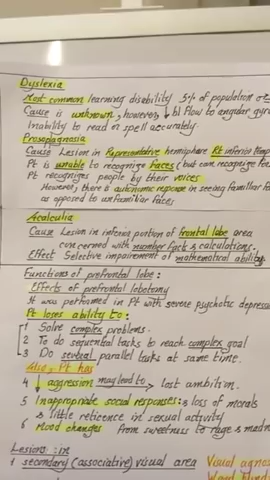 Dyslexia
Most common learning disability 5% of population
Cause is unknown, however, ↓ bl flow to angular gyr
Inability to read or spell accurately.
Prosopagnosia
Cause Lesion in Representative hemisphere Rt inferior temp
Pt is unable to recognize faces (but can recognize
Pt recognizes people by their voices
However, there is autonomic response in seeing familiar fa
as opposed to unfamiliar faces
Acalculia
Cause Lesion in inferior portion of frontal lobe area
concerned with number facts & calculations.
Effect Selective impairment of mathematical ability
Functions of prefrontal lobe:
Effects of prefrontal lobotomy
It was performed in Pt with severe psychotic depress
Pt loses ability to:
1 Solve complex problems.
2 To do sequential tasks to reach complex goal
3 Do several parallel tasks at same time.
Also, Pt has
4 ↓ aggression may lead to > lost ambition.
5 Inappropriate social responses: loss of morals
& little reticence in sexual activity
6 Mood changes from sweetness to rage & madn
Lesions: in
1 secondary (associative) visual area Visual agnos
Word blind